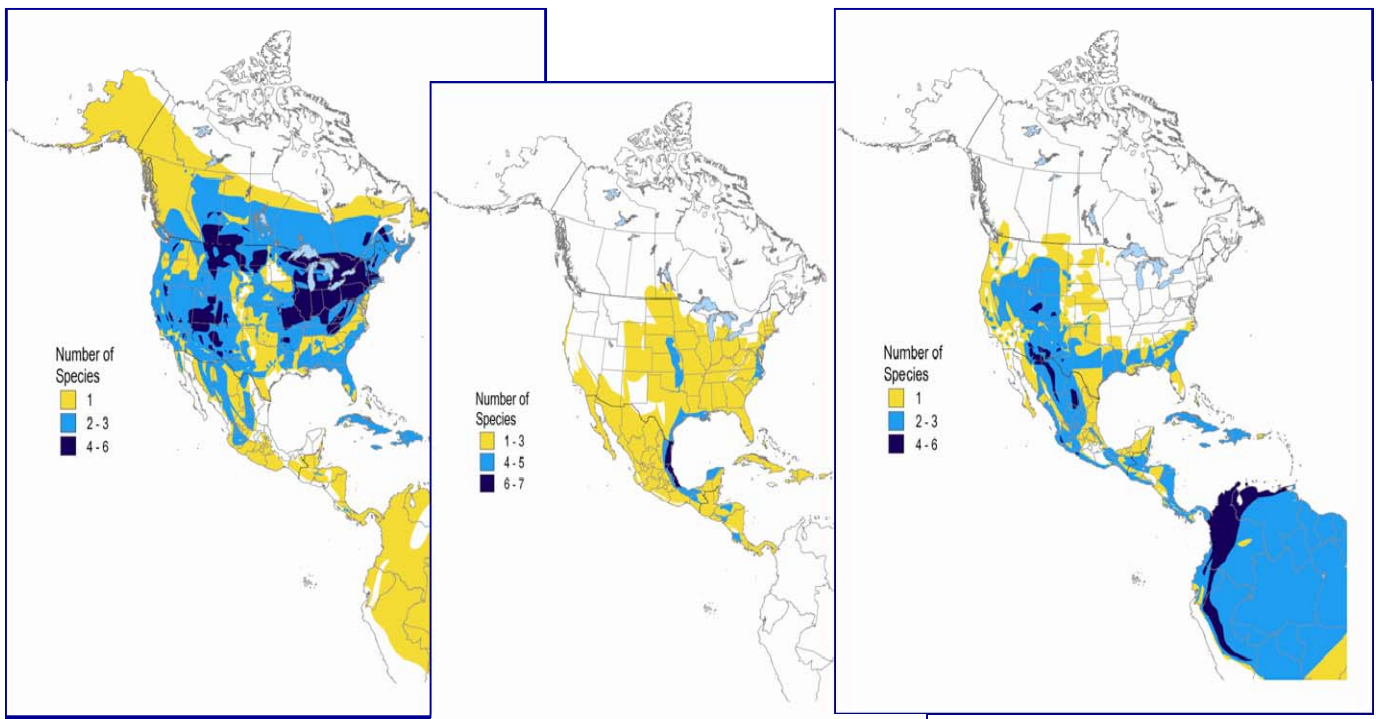 Number of
Species
1
2 - 3
4 - 6
Number of
Species
1 - 3
4 - 5
6 - 7
Number of
Species
1
2 - 3
4 - 6